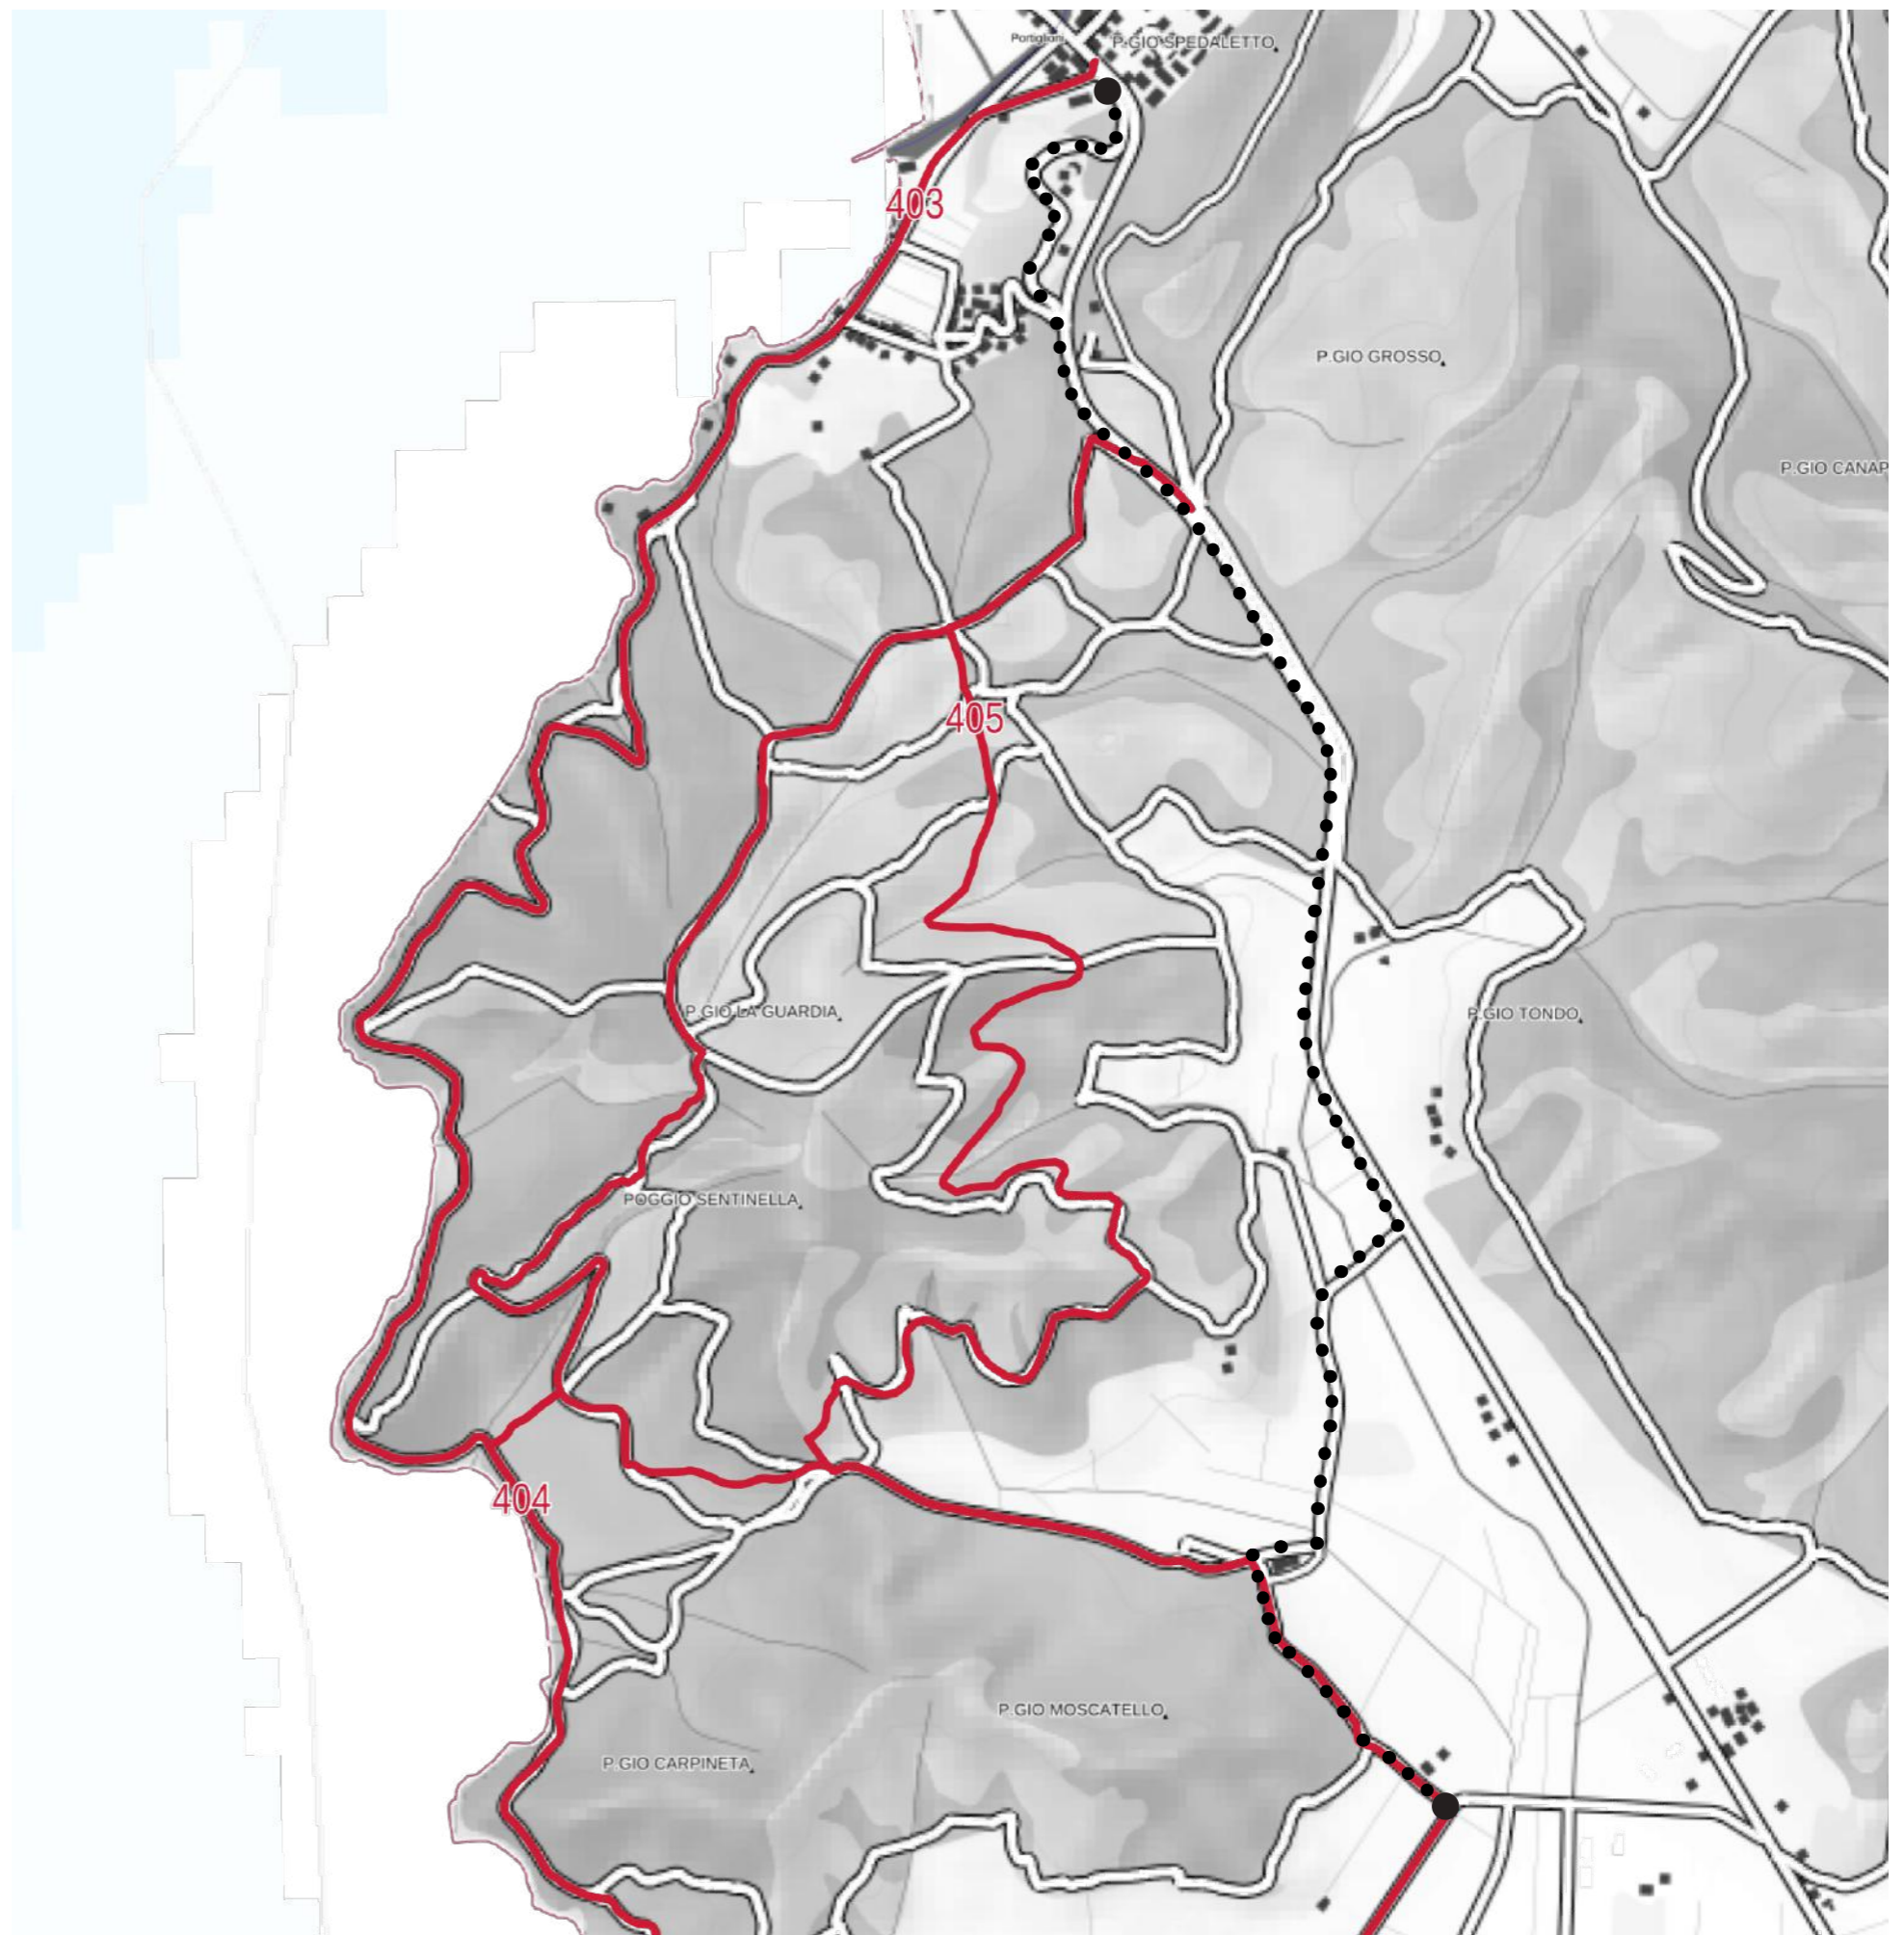 Portiglioni
P.GIO SPEDALETTO
403
P.GIO GROSSO
P.GIO CANAP
405
P.GIO LA GUARDIA
P.GIO TONDO
POGGIO SENTINELLA
404
P.GIO MOSCATELLO
P.GIO CARPINETA